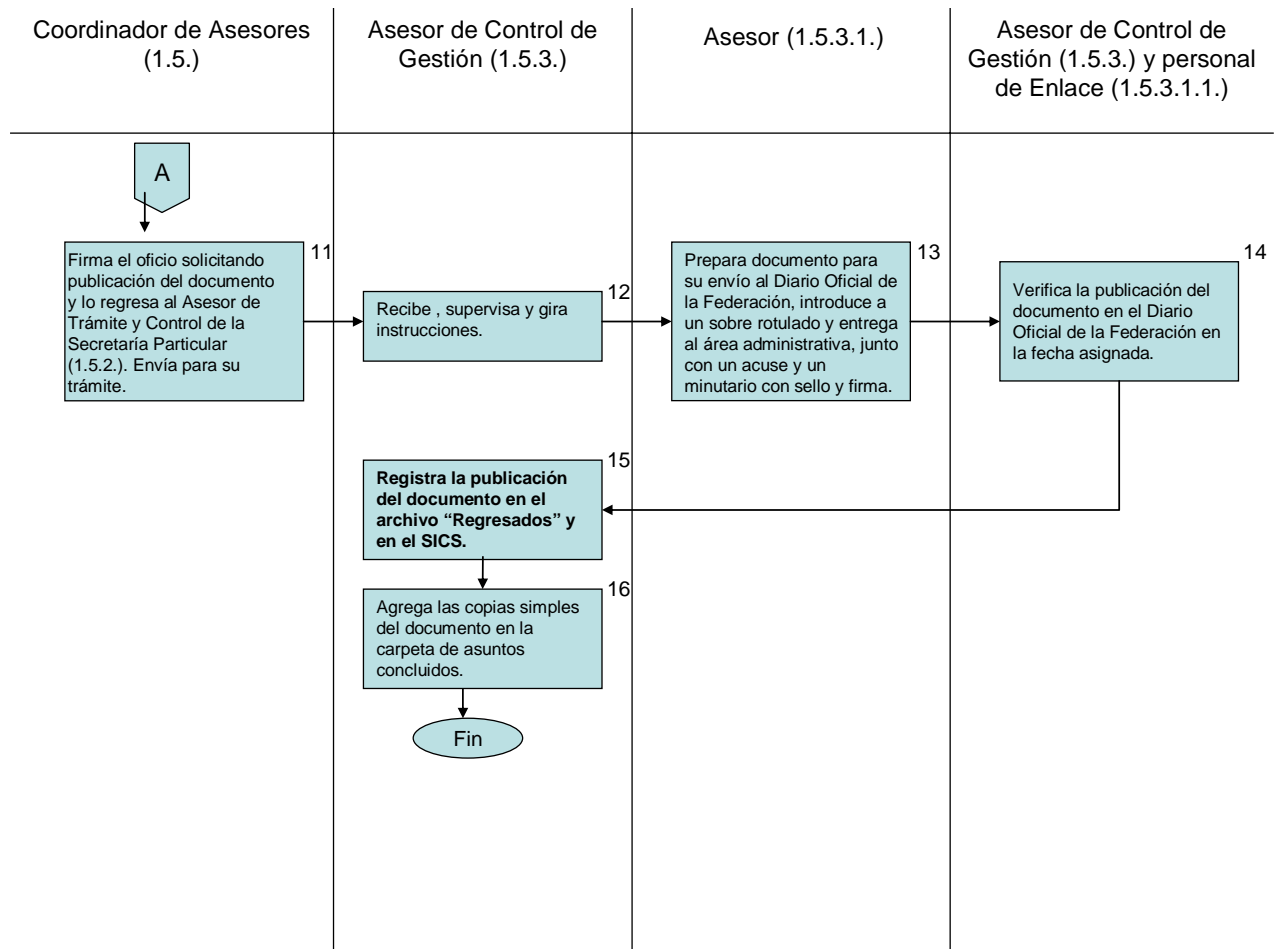 Coordinador de Asesores
(1.5.)
Asesor de Control de
Gestión (1.5.3.)
Asesor (1.5.3.1.)
Asesor de Control de
Gestión (1.5.3.) y personal
de Enlace (1.5.3.1.1.)
A
11
Firma el oficio solicitando
publicación del documento
y lo regresa al Asesor de
Trámite y Control de la
Secretaría Particular
(1.5.2.). Envía para su
trámite.
12
Recibe , supervisa y gira
instrucciones.
13
Prepara documento para
su envío al Diario Oficial de
la Federación, introduce a
un sobre rotulado y entrega
al área administrativa, junto
con un acuse y un
minutario con sello y firma.
14
Verifica la publicación del
documento en el Diario
Oficial de la Federación en
la fecha asignada.
15
Registra la publicación
del documento en el
archivo “Regresados” y
en el SICS.
16
Agrega las copias simples
del documento en la
carpeta de asuntos
concluidos.
Fin